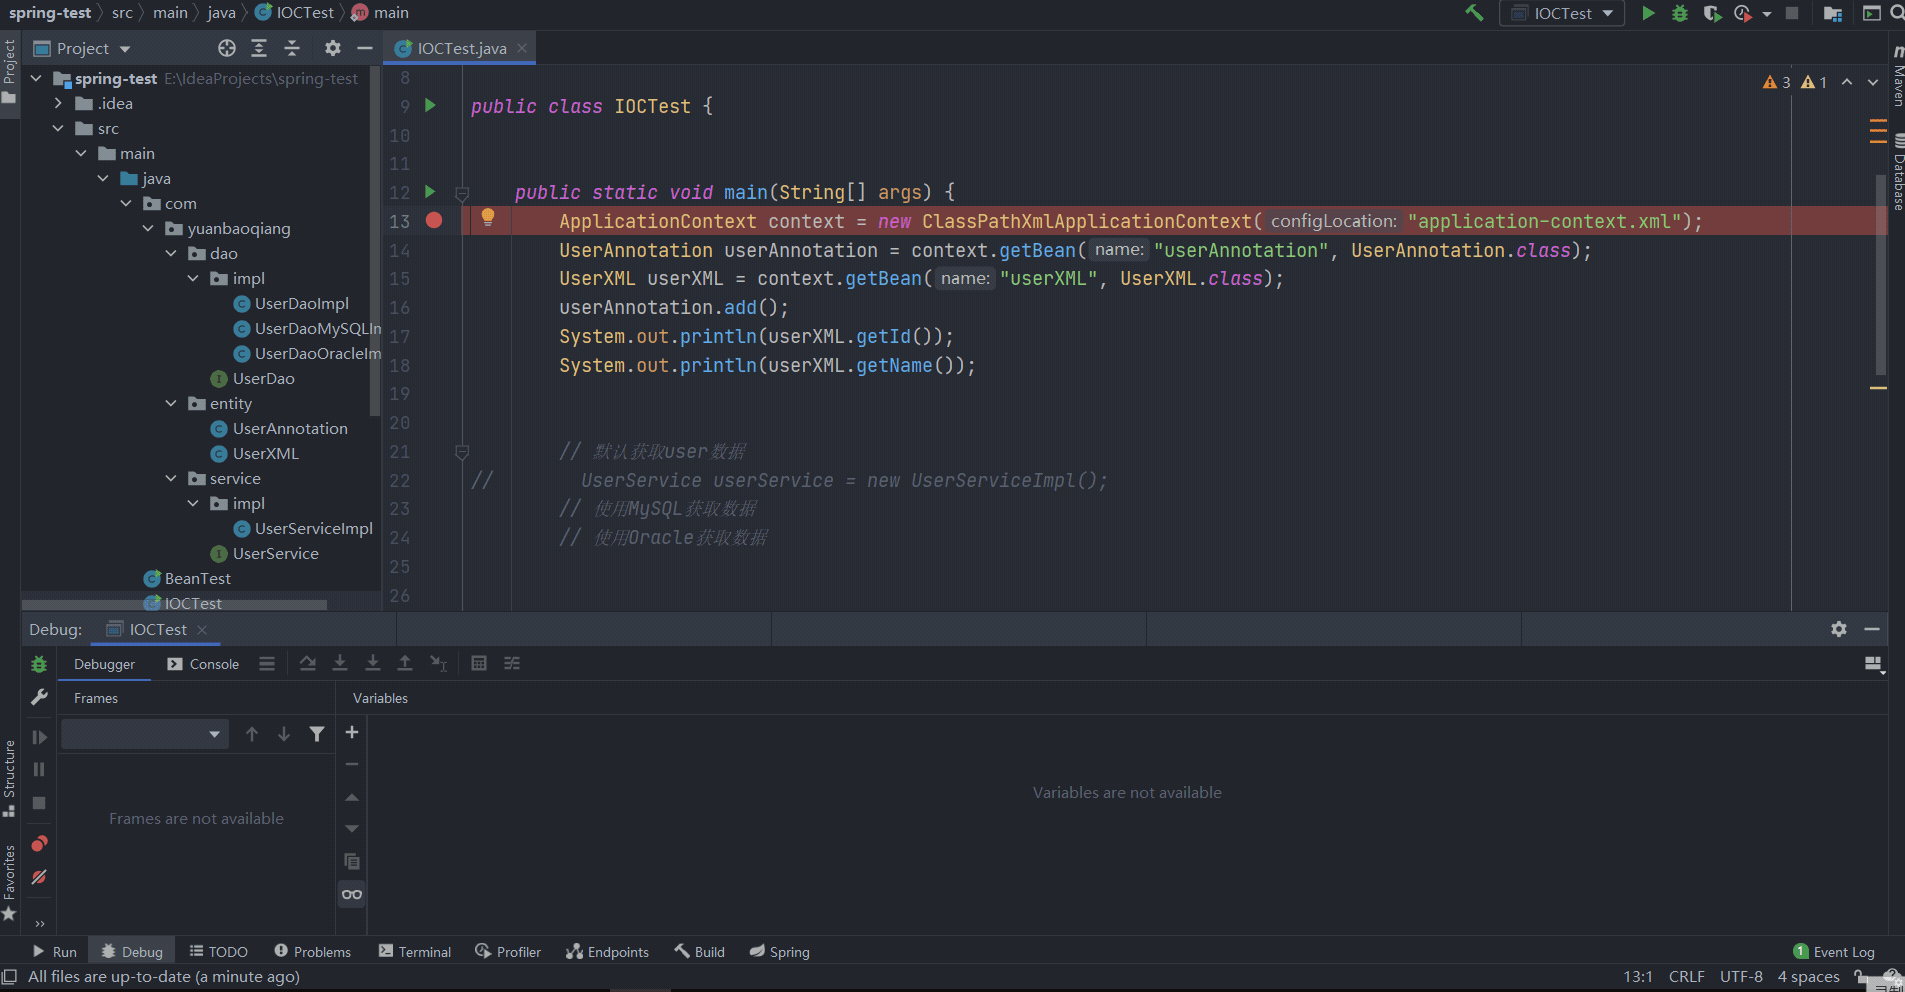 spring-test src main java IOCTest main
IOCTest
Project
IOCTest.java
Project
Maven
Database
Structure
Favorites
spring-test E:\IdeaProjects\spring-test
.idea
src
main
java
com
yuanbaoqiang
dao
impl
UserDaoImpl
UserDaoMySQLIm
UserDaoOracleIm
UserDao
entity
UserAnnotation
UserXML
service
impl
UserServiceImpl
UserService
BeanTest
IOCTest
3 1
8
9 public class IOCTest {
10
11
12 public static void main(String[] args) {
13 ApplicationContext context = new ClassPathXmlApplicationContext( configLocation: "application-context.xml");
14 UserAnnotation userAnnotation = context.getBean( name: "userAnnotation", UserAnnotation.class);
15 UserXML userXML = context.getBean( name: "userXML", UserXML.class);
16 userAnnotation.add();
17 System.out.println(userXML.getId());
18 System.out.println(userXML.getName());
19
20
21 // 默认获取user数据
22 // UserService userService = new UserServiceImpl();
23 // 使用MySQL获取数据
24 // 使用Oracle获取数据
25
26
Debug: IOCTest
Debugger Console
Frames Variables
Frames are not available
Variables are not available
Run Debug TODO Problems Terminal Profiler Endpoints Build Spring
1 Event Log
All files are up-to-date (a minute ago)
13:1 CRLF UTF-8 4 spaces